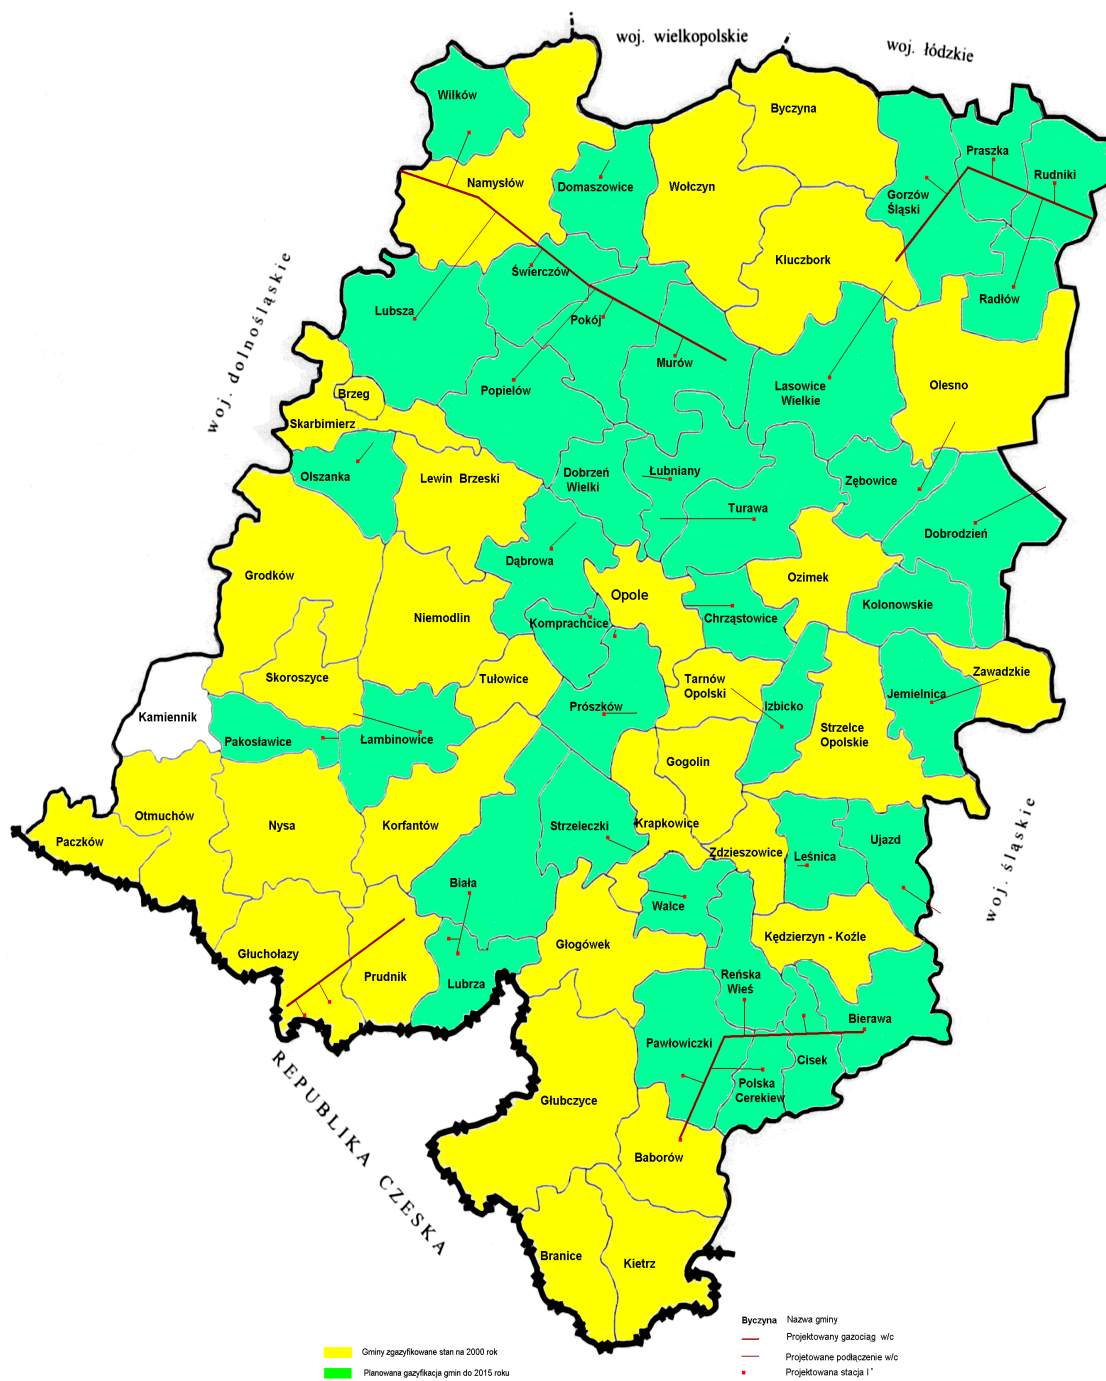 woj. wielkopolskie
woj. łódzkie
Wilków
Byczyna
Praszka
Rudniki
Namysłów
Domaszowice
Wołczyn
Gorzów
Śląski
Kluczbork
Świerczów
Radłów
woj. dolnośląskie
Lubsza
Pokój
Murów
Popielów
Lasowice
Wielkie
Olesno
Brzeg
Skarbimierz
Olszanka
Lewin Brzeski
Dobrzeń
Wielki
Łubniany
Zębowice
Turawa
Dobrodzień
Dąbrowa
Grodków
Ozimek
Opole
Kolonowskie
Niemodlin
Komprachcice
Chrząstowice
Skoroszyce
Tułowice
Tarnów
Opolski
Zawadzkie
Jemielnica
Izbicko
Prószków
Kamiennik
Strzelce
Opolskie
Pakosławice
Łambinowice
Gogolin
Otmuchów
Nysa
Korfantów
Strzeleczki
Krapkowice
Paczków
Ujazd
Zdzieszowice
Leśnica
woj. śląskie
Biała
Walce
Głogówek
Kędzierzyn - Koźle
Głuchołazy
Prudnik
Lubrza
Reńska
Wieś
Bierawa
Pawłowiczki
Cisek
Polska
Cerekiew
REPUBLIKA CZESKA
Głubczyce
Baborów
Branice
Kietrz
Byczyna Nazwa gminy
Projektowany gazociąg w/c
Gminy zgazyfikowane stan na 2000 rok
Projetowane podłączenie w/c
Planowana gazyfikacja gmin do 2015 roku
Projektowana stacja I°